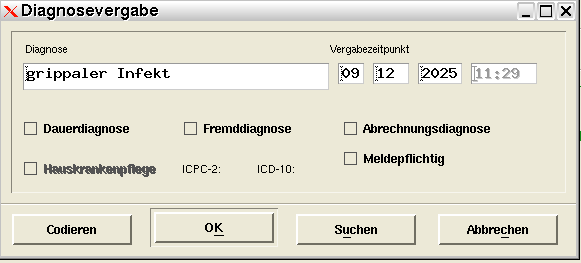 Diagnosevergabe
Diagnose Vergabezeitpunkt
grippaler Infekt 09 12 2025 11:29
Dauerdiagnose Fremddiagnose Abrechnungsdiagnose
Hauskrankenpflege ICPC-2: ICD-10: Meldepflichtig
Codieren OK Suchen Abbrechen